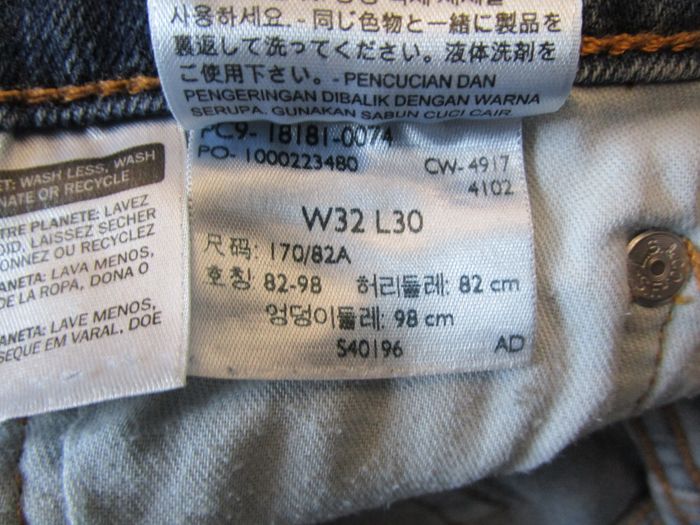 사용하세요. - 同じ色物と一緒に製品を
裏返して洗ってください。液体洗剤を
ご使用下さい。- PENCUCIAN DAN
PENGERINGAN DIBALIK DENGAN WARNA
SERUPA. GUNAKAN SABUN CUCI CAIR.
PC9- 18181-0074
PO- 1000223480
CW- 4917
4102
W32 L30
尺码: 170/82A
호칭 82-98 허리둘레: 82 cm
엉덩이둘레: 98 cm
S40196 AD
ET: WASH LESS, WASH
NATE OR RECYCLE
TRE PLANETE: LAVEZ
OID, LAISSEZ SECHER
ONNEZ OU RECYCLEZ
ANETA: LAVA MENOS,
DE LA ROPA, DONA O
ANETA: LAVE MENOS,
SEQUE EM VARAL, DOE